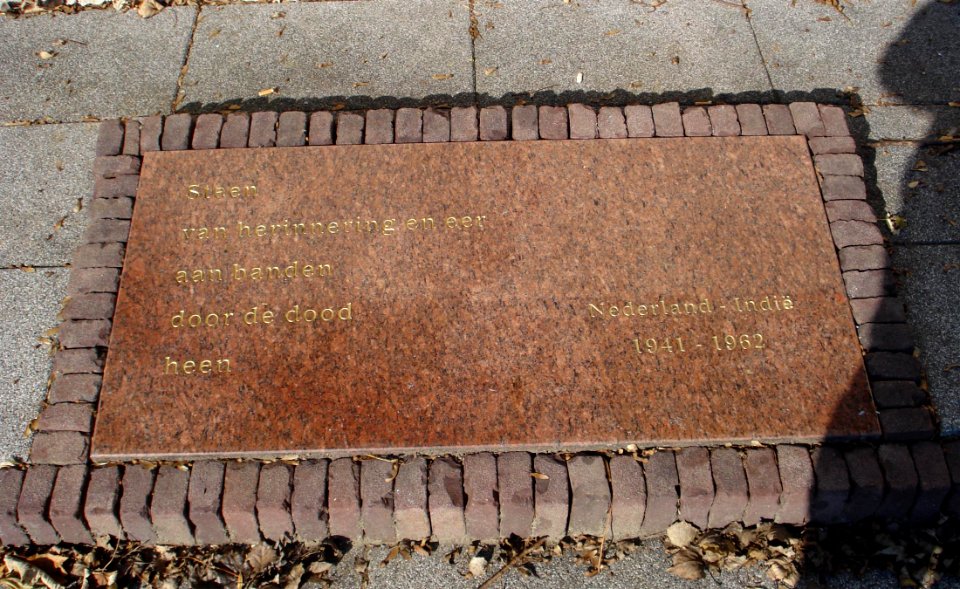 Steen
van herinnering en eer
aan banden
door de dood
heen
Nederland - Indië
1941 - 1962